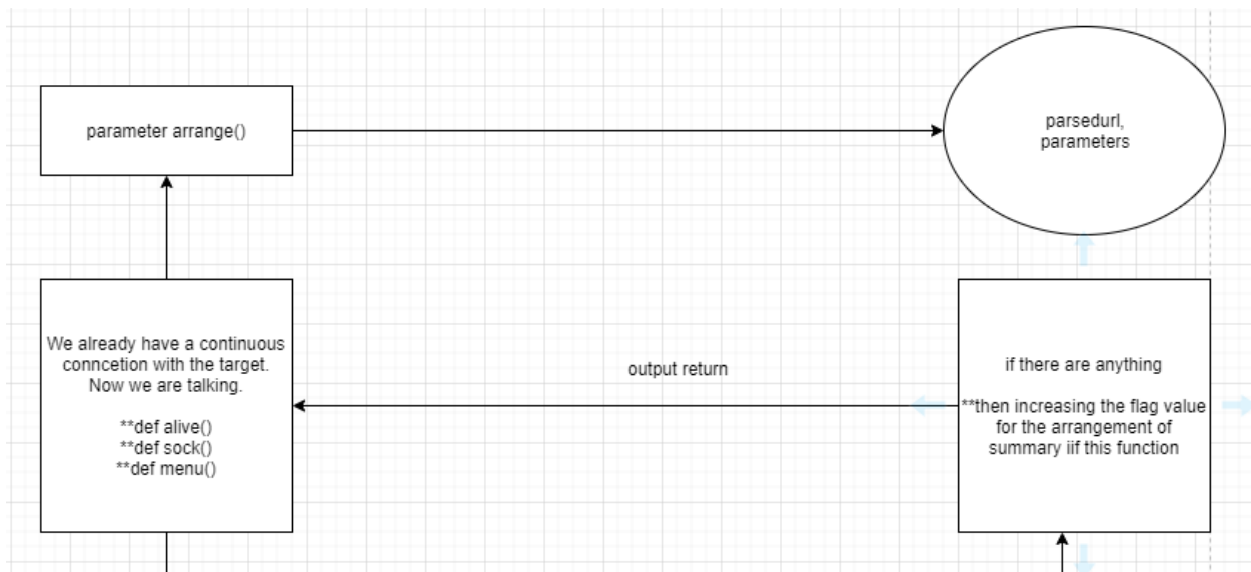 parameter arrange()
parsedurl,
parameters
We already have a continuous
conncetion with the target.
Now we are talking.
**def alive()
**def sock()
**def menu()
output return
if there are anything
**then increasing the flag value
for the arrangement of
summary iif this function